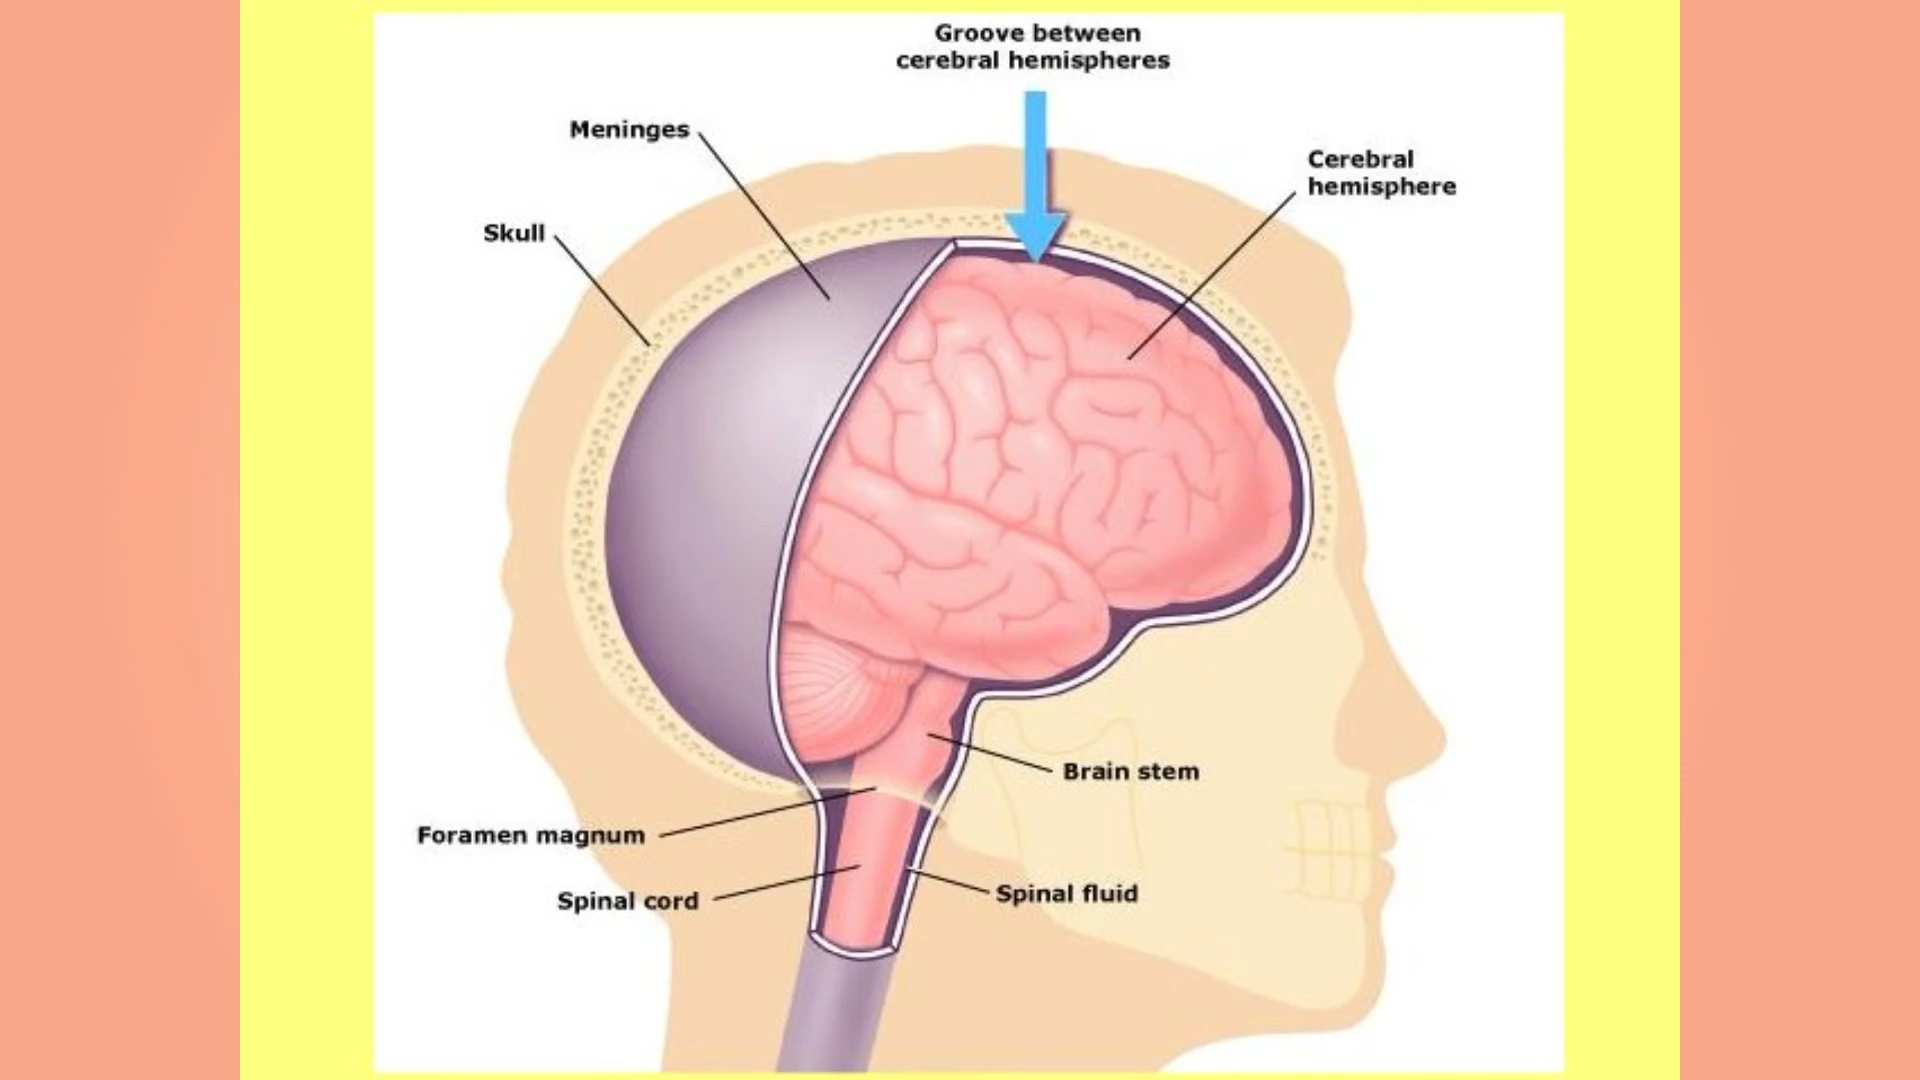 Groove between
cerebral hemispheres
Meninges
Cerebral
hemisphere
Skull
Brain stem
Foramen magnum
Spinal cord
Spinal fluid